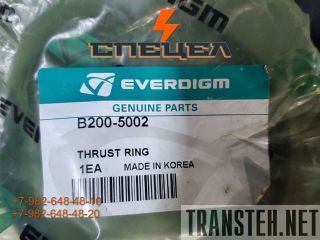 СПЕЦЕЛ
EVERDIGM
GENUINE PARTS
B200-5002
THRUST RING
1EA MADE IN KOREA
+7-982-648-48-10
+7-982-648-48-20
TRANSTEH.NET